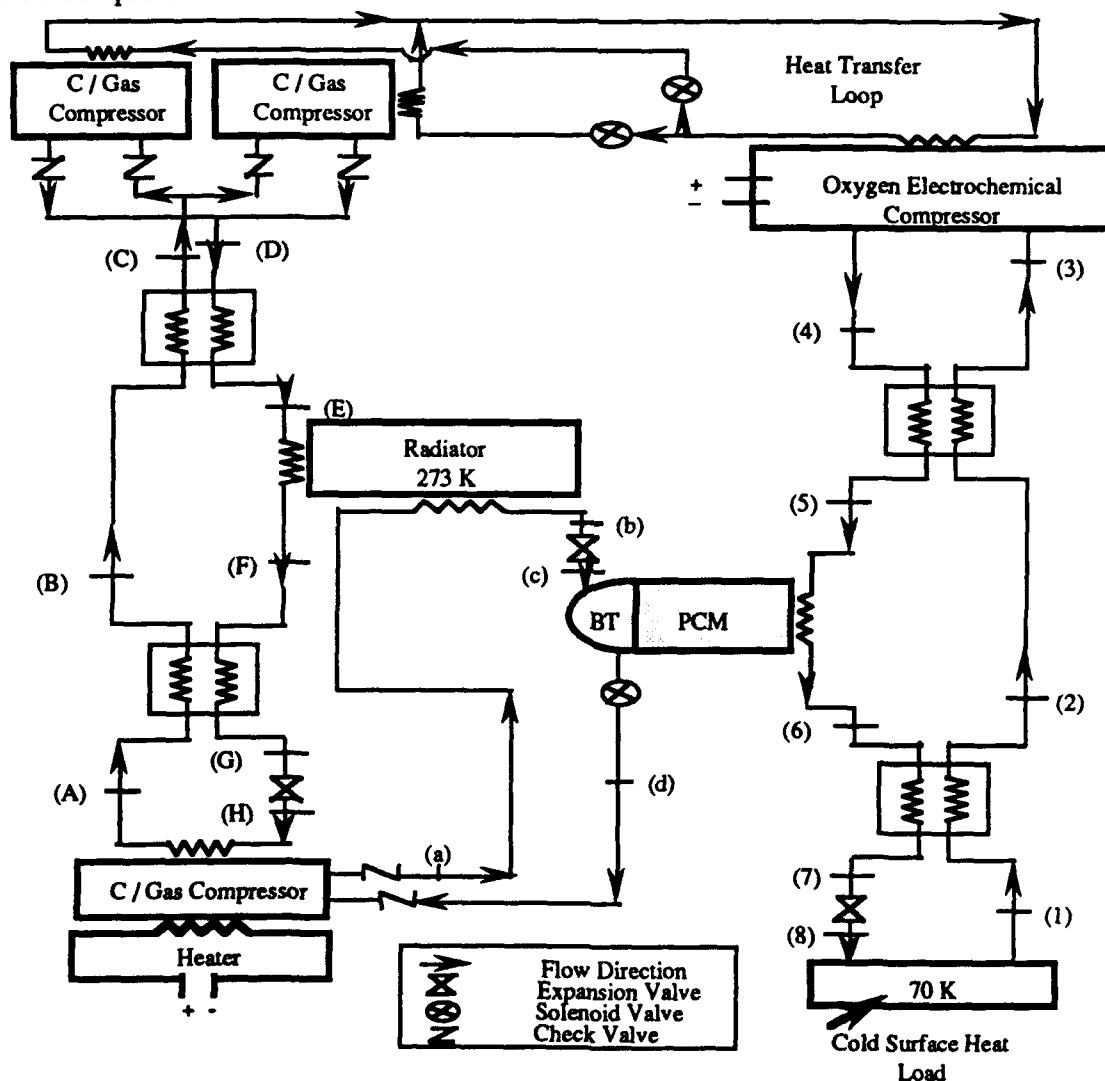 C / Gas
Compressor
C / Gas
Compressor
Heat Transfer
Loop
+
–
Oxygen Electrochemical
Compressor
(C)
(D)
(3)
(4)
(E)
Radiator
273 K
(5)
(b)
(B)
(F)
(c)
BT
PCM
(2)
(6)
(G)
(A)
(d)
(H)
(a)
(7)
C / Gas Compressor
(1)
(8)
Heater
Flow Direction
Expansion Valve
Solenoid Valve
Check Valve
70 K
+ -
Cold Surface Heat
Load